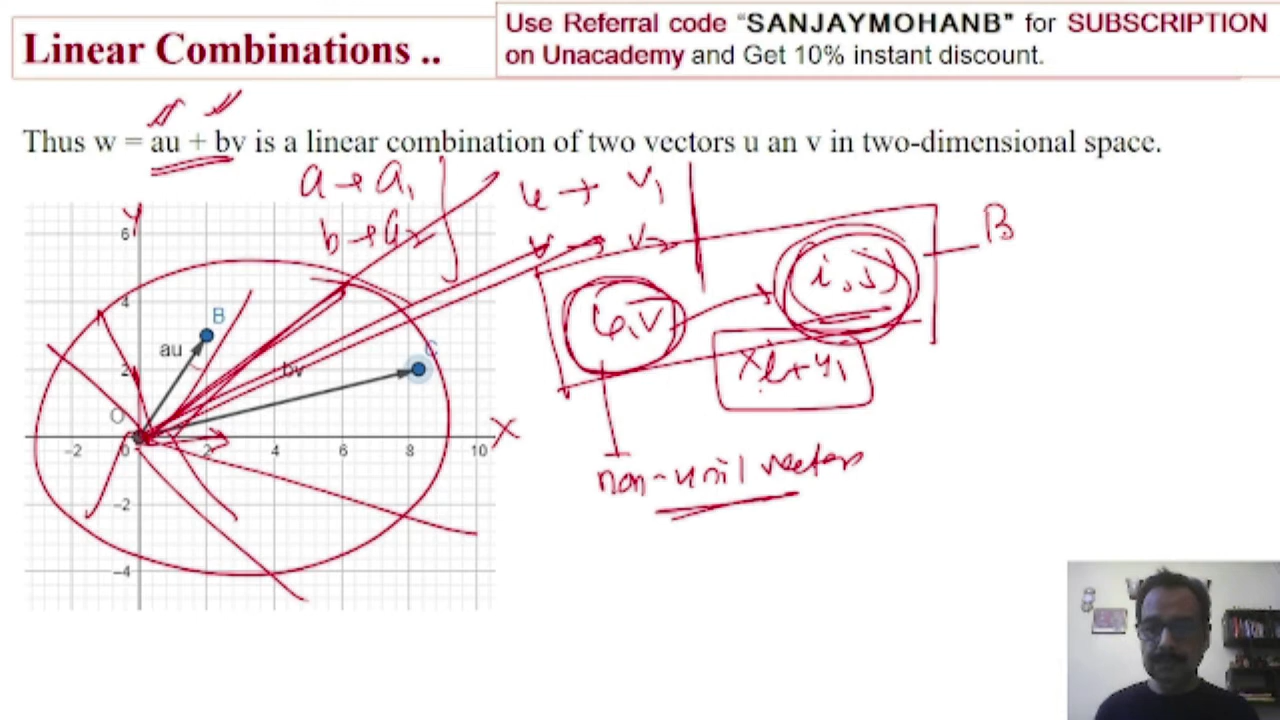 Linear Combinations ..
Use Referral code “SANJAYMOHANB” for SUBSCRIPTION
on Unacademy and Get 10% instant discount.
Thus w = au + bv is a linear combination of two vectors u an v in two-dimensional space.
a → a1
b → a2
u → v1
v → v2
B
u, v
i, j
xi + yj
non-unit vectors
Y
X
6
4
2
O
-2
0
2
4
6
8
10
-2
-4
B
C
au
bv